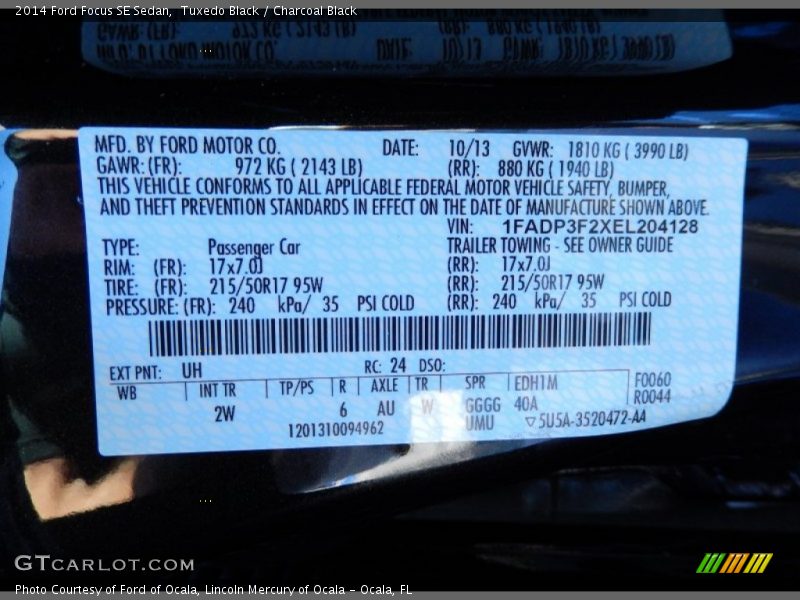 2014 Ford Focus SE Sedan, Tuxedo Black / Charcoal Black
MFD. BY FORD MOTOR CO. DATE: 10/13 GVWR: 1810 KG ( 3990 LB)
GAWR: (FR): 972 KG ( 2143 LB) (RR): 880 KG ( 1940 LB)
THIS VEHICLE CONFORMS TO ALL APPLICABLE FEDERAL MOTOR VEHICLE SAFETY, BUMPER,
AND THEFT PREVENTION STANDARDS IN EFFECT ON THE DATE OF MANUFACTURE SHOWN ABOVE.
VIN: 1FADP3F2XEL204128
TYPE: Passenger Car TRAILER TOWING - SEE OWNER GUIDE
RIM: (FR): 17x7.0J (RR): 17x7.0J
TIRE: (FR): 215/50R17 95W (RR): 215/50R17 95W
PRESSURE: (FR): 240 kPa/ 35 PSI COLD (RR): 240 kPa/ 35 PSI COLD
EXT PNT: UH RC: 24 DSO:
WB INT TR TP/PS R AXLE TR SPR EDH1M F0060
2W 6 AU W GGGG 40A R0044
1201310094962 UMU ▽5U5A-3520472-AA
GTCARLOT.COM
Photo Courtesy of Ford of Ocala, Lincoln Mercury of Ocala - Ocala, FL